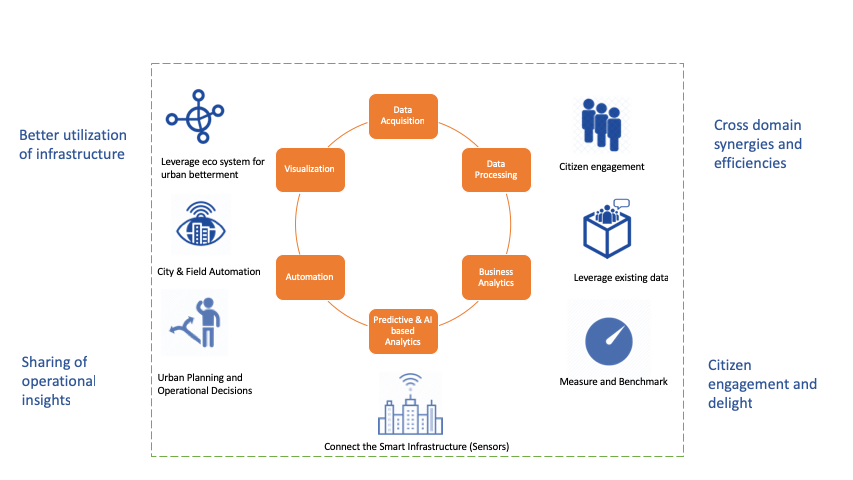 Better utilization
of infrastructure
Sharing of
operational
insights
Leverage eco system for
urban betterment
City & Field Automation
Urban Planning and
Operational Decisions
Data
Acquisition
Data
Processing
Business
Analytics
Predictive & AI
based
Analytics
Automation
Visualization
Connect the Smart Infrastructure (Sensors)
Citizen engagement
Leverage existing data
Measure and Benchmark
Cross domain
synergies and
efficiencies
Citizen
engagement and
delight